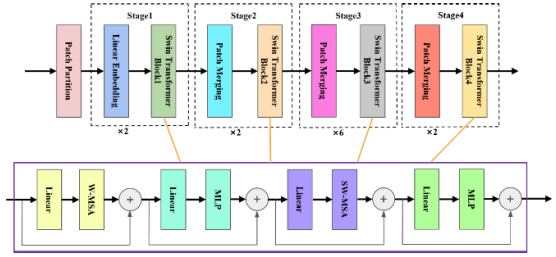 Stage1
Stage2
Stage3
Stage4
Patch Partition
Linear Embedding
Swin Transformer
Block1
Patch Merging
Swin Transformer
Block2
Patch Merging
Swin Transformer
Block3
Patch Merging
Swin Transformer
Block4
×2
×2
×6
×2
Linear
W-MSA
+
Linear
MLP
+
Linear
SW-MSA
+
Linear
MLP
+